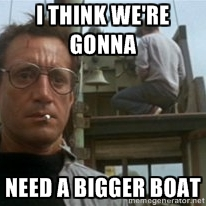 I THINK WE'RE
GONNA
NEED A BIGGER BOAT
memegenerator.net